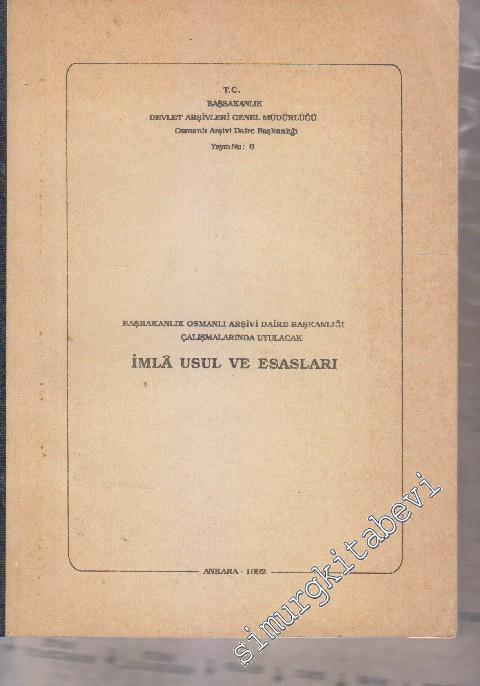 T.C.
BAŞBAKANLIK
DEVLET ARŞİVLERİ GENEL MÜDÜRLÜĞÜ
Osmanlı Arşivi Daire Başkanlığı
Yayın Nu: 6
BAŞBAKANLIK OSMANLI ARŞİVİ DAİRE BAŞKANLIĞI
ÇALIŞMALARINDA UYULACAK
İMLÂ USUL VE ESASLARI
ANKARA - 1992
simurgkitabevi